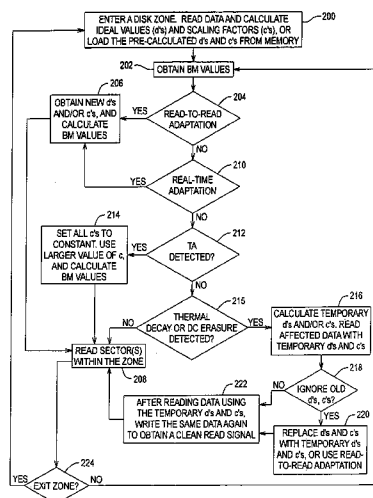 200
ENTER A DISK ZONE. READ DATA AND CALCULATE
IDEAL VALUES (d'S) AND SCALING FACTORS (c'S), OR
LOAD THE PRE-CALCULATED d'S AND c'S FROM MEMORY
202
OBTAIN BM VALUES
206
OBTAIN NEW d'S
AND/OR c'S, AND
CALCULATE
BM VALUES
YES
204
READ-TO-READ
ADAPTATION
NO
210
YES
REAL-TIME
ADAPTATION
NO
214
SET ALL c'S TO
CONSTANT. USE
LARGER VALUE OF c,
AND CALCULATE
BM VALUES
YES
212
TA
DETECTED?
NO
215
NO
THERMAL
DECAY OR DC ERASURE
DETECTED?
YES
216
CALCULATE TEMPORARY
d'S AND/OR c'S. READ
AFFECTED DATA WITH
TEMPORARY d'S AND c'S
READ SECTOR(S)
WITHIN THE ZONE
208
218
IGNORE OLD
d'S, c'S?
NO
YES
222
AFTER READING DATA USING
THE TEMPORARY d'S AND c'S,
WRITE THE SAME DATA AGAIN
TO OBTAIN A CLEAN READ SIGNAL
220
REPLACE d'S AND c'S
WITH TEMPORARY d'S
AND c'S, OR USE READ-
TO-READ ADAPTATION
224
YES
EXIT ZONE?
NO